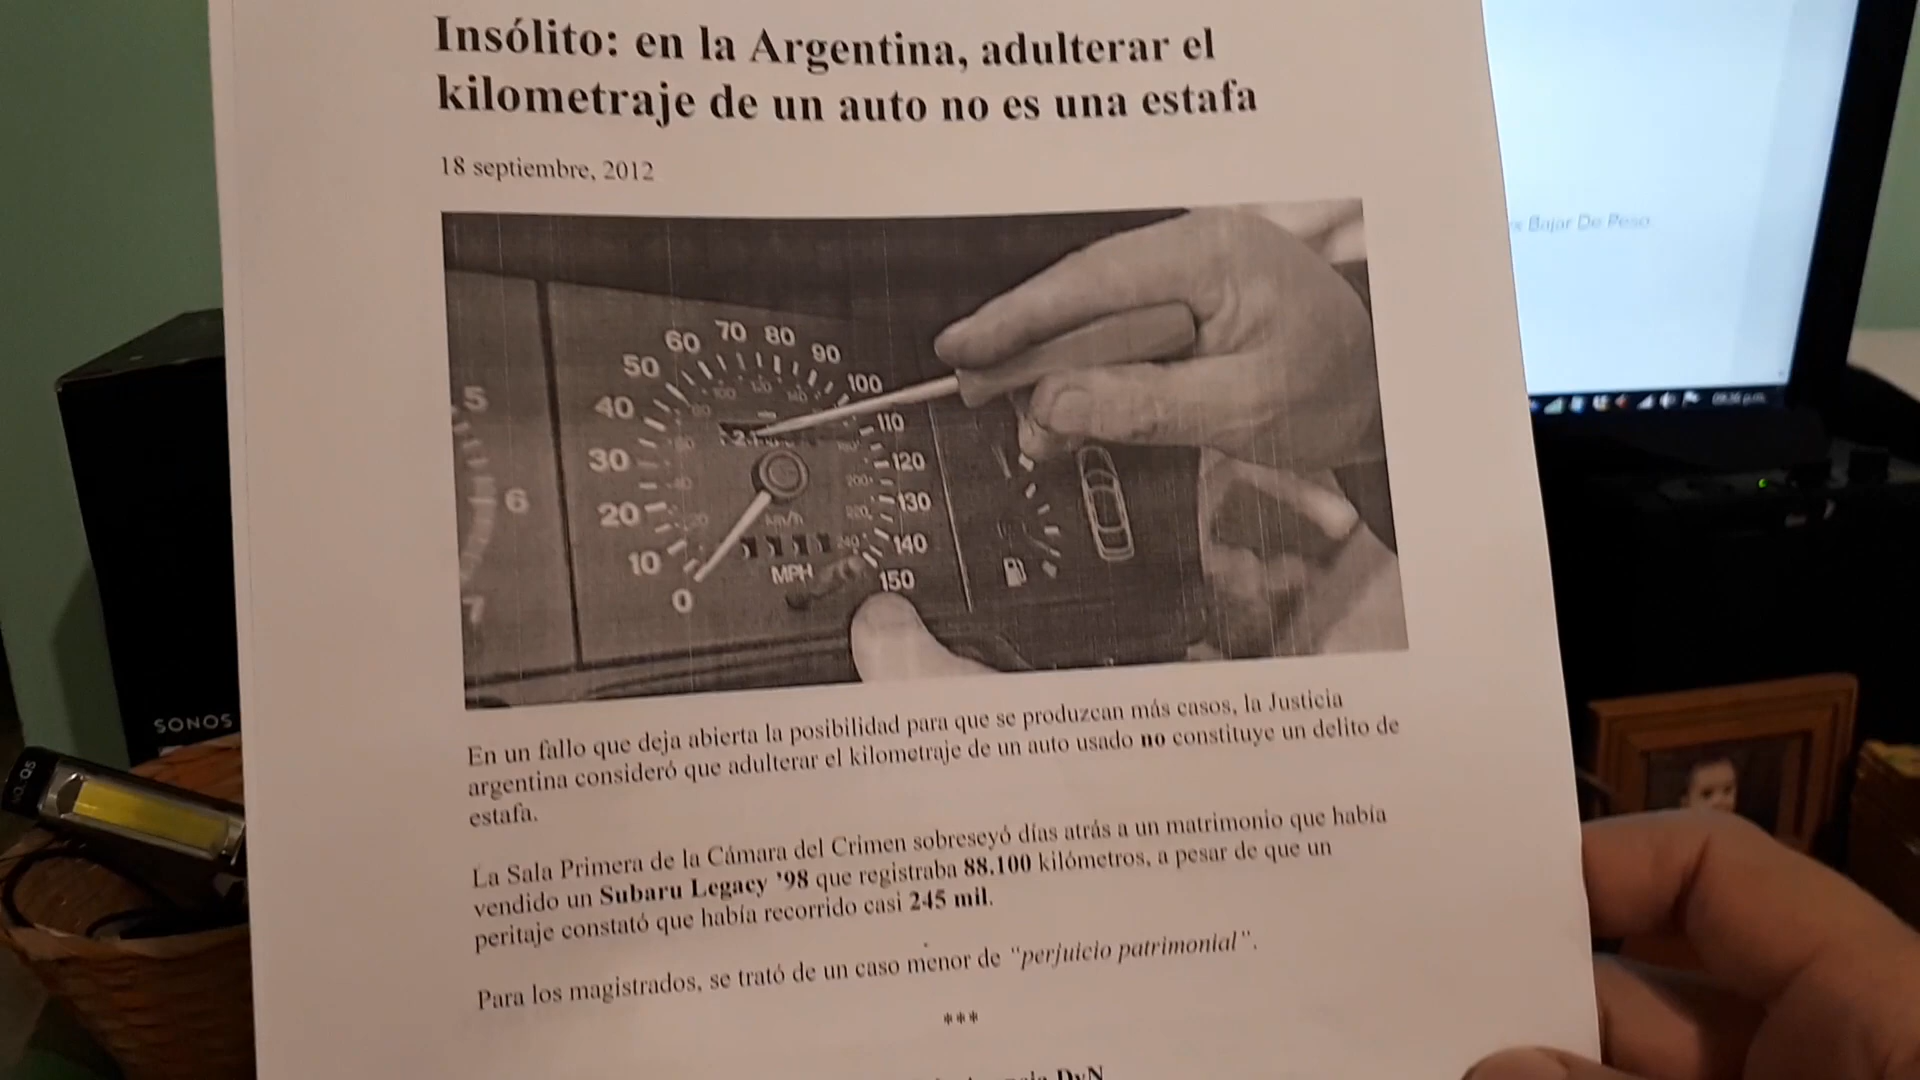 Insólito: en la Argentina, adulterar el
kilometraje de un auto no es una estafa
18 septiembre, 2012
5
6
7
0
10
20
30
40
50
60
70
80
90
100
110
120
130
140
150
km/h
MPH
En un fallo que deja abierta la posibilidad para que se produzcan más casos, la Justicia
argentina consideró que adulterar el kilometraje de un auto usado no constituye un delito de
estafa.
La Sala Primera de la Cámara del Crimen sobreseyó días atrás a un matrimonio que había
vendido un Subaru Legacy ’98 que registraba 88.100 kilómetros, a pesar de que un
peritaje constató que había recorrido casi 245 mil.
Para los magistrados, se trató de un caso menor de “perjuicio patrimonial”.
***
DyN
SONOS
Bajar De Peso